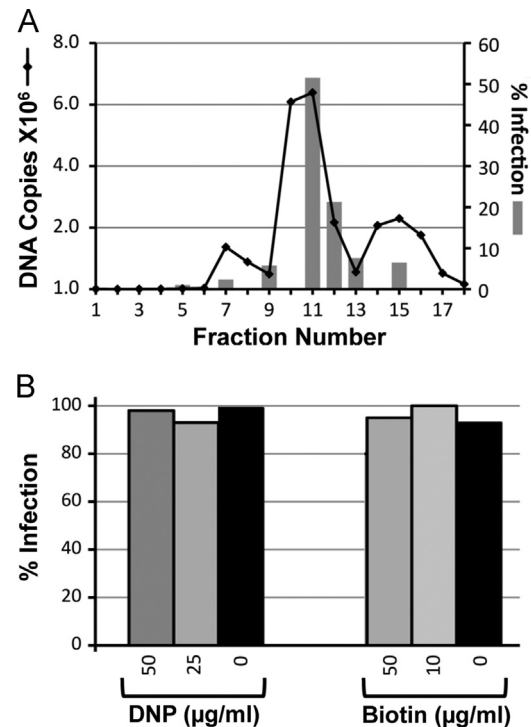 A
DNA Copies X10⁶
8.0
6.0
4.0
2.0
1.0
60
50
40
30
20
10
0
% Infection
1 3 5 7 9 11 13 15 17
Fraction Number
B
% Infection
100
80
60
40
20
0
50 25 0 50 10 0
DNP (µg/ml) Biotin (µg/ml)